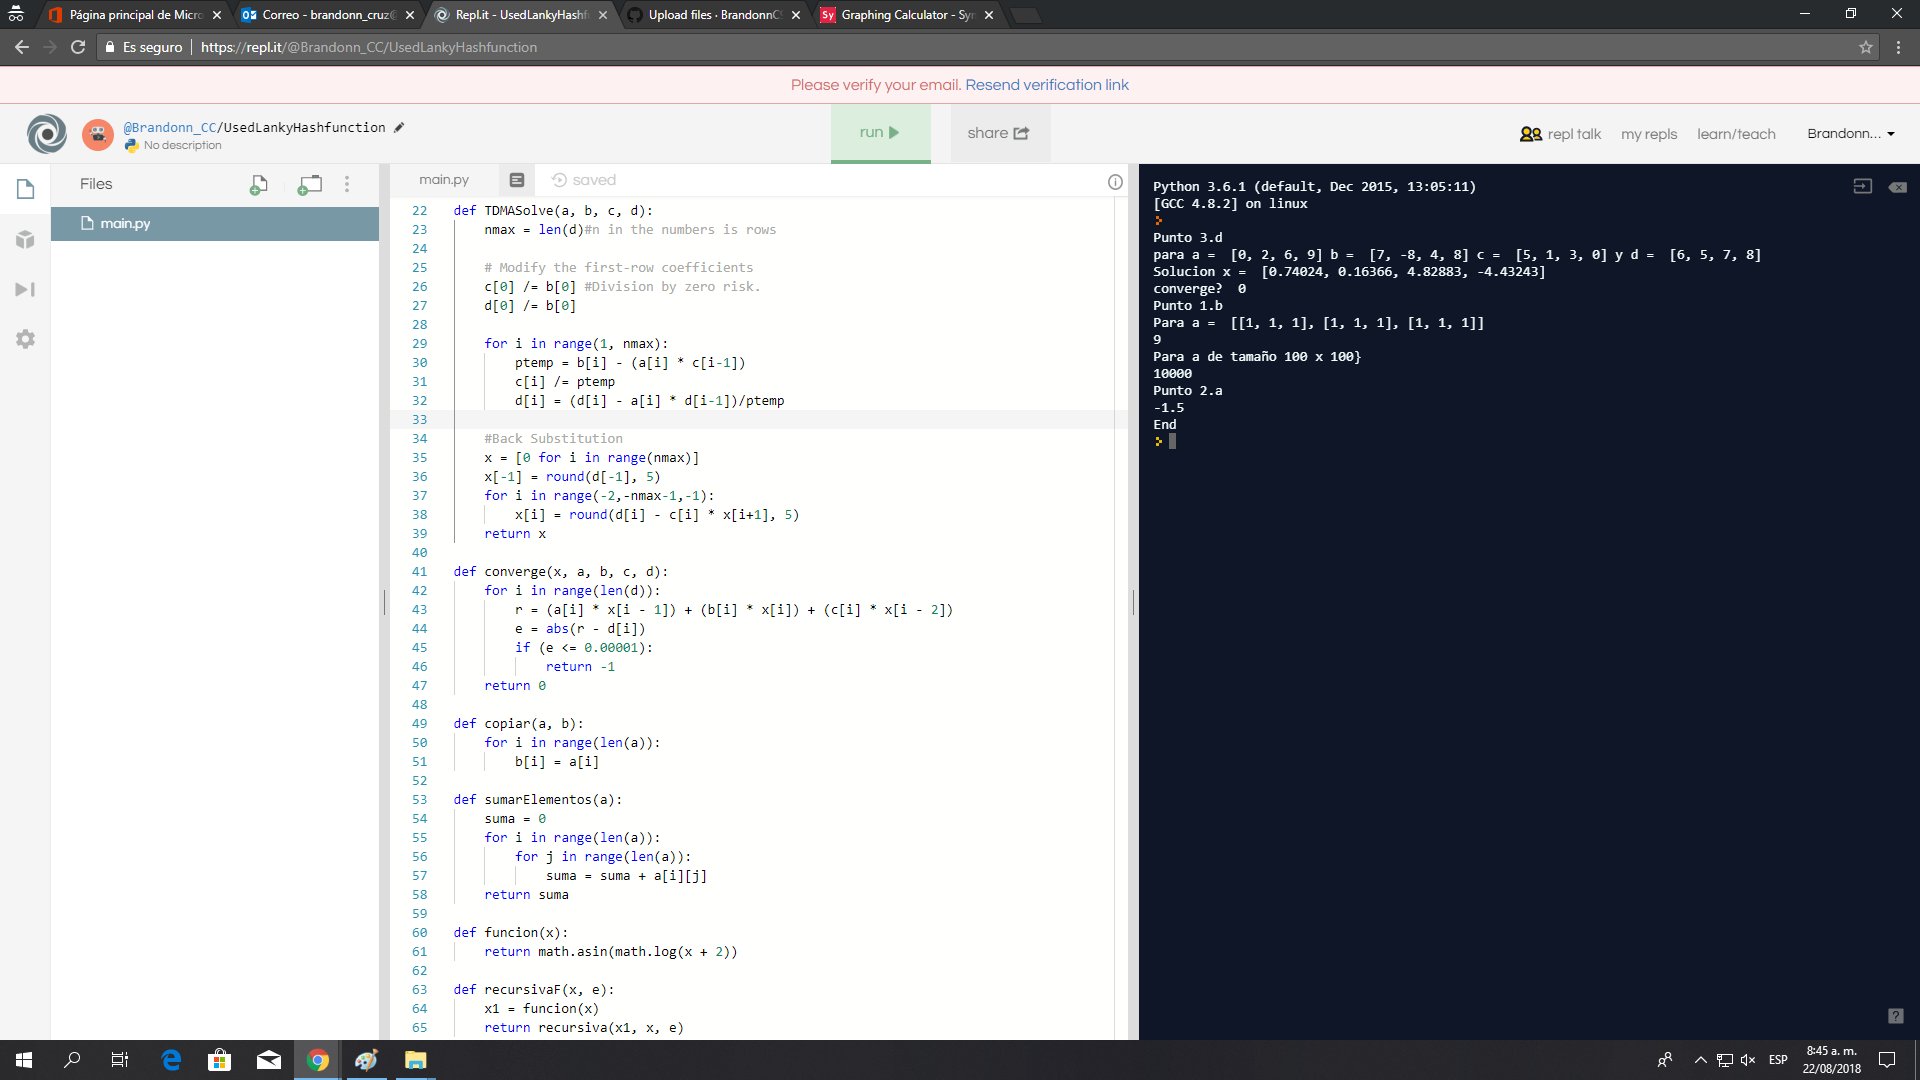 Página principal de Micro
Correo - brandonn_cruz@
Repl.it - UsedLankyHashf
Upload files · BrandonnC
Graphing Calculator - Sy
Es seguro
https://repl.it/@Brandonn_CC/UsedLankyHashfunction
Please verify your email. Resend verification link
@Brandonn_CC/UsedLankyHashfunction
No description
run
share
repl talk
my repls
learn/teach
Brandonn...
Files
main.py
main.py
saved
22 def TDMASolve(a, b, c, d):
23     nmax = len(d)#n in the numbers is rows
24
25     # Modify the first-row coefficients
26     c[0] /= b[0] #Division by zero risk.
27     d[0] /= b[0]
28
29     for i in range(1, nmax):
30         ptemp = b[i] - (a[i] * c[i-1])
31         c[i] /= ptemp
32         d[i] = (d[i] - a[i] * d[i-1])/ptemp
33
34     #Back Substitution
35     x = [0 for i in range(nmax)]
36     x[-1] = round(d[-1], 5)
37     for i in range(-2,-nmax-1,-1):
38         x[i] = round(d[i] - c[i] * x[i+1], 5)
39     return x
40
41 def converge(x, a, b, c, d):
42     for i in range(len(d)):
43         r = (a[i] * x[i - 1]) + (b[i] * x[i]) + (c[i] * x[i - 2])
44         e = abs(r - d[i])
45         if (e <= 0.00001):
46             return -1
47     return 0
48
49 def copiar(a, b):
50     for i in range(len(a)):
51         b[i] = a[i]
52
53 def sumarElementos(a):
54     suma = 0
55     for i in range(len(a)):
56         for j in range(len(a)):
57             suma = suma + a[i][j]
58     return suma
59
60 def funcion(x):
61     return math.asin(math.log(x + 2))
62
63 def recursivaF(x, e):
64     x1 = funcion(x)
65     return recursiva(x1, x, e)
Python 3.6.1 (default, Dec 2015, 13:05:11)
[GCC 4.8.2] on linux
Punto 3.d
para a =  [0, 2, 6, 9] b =  [7, -8, 4, 8] c =  [5, 1, 3, 0] y d =  [6, 5, 7, 8]
Solucion x =  [0.74024, 0.16366, 4.82883, -4.43243]
converge?  0
Punto 1.b
Para a =  [[1, 1, 1], [1, 1, 1], [1, 1, 1]]
9
Para a de tamaño 100 x 100}
10000
Punto 2.a
-1.5
End
ESP
8:45 a. m.
22/08/2018